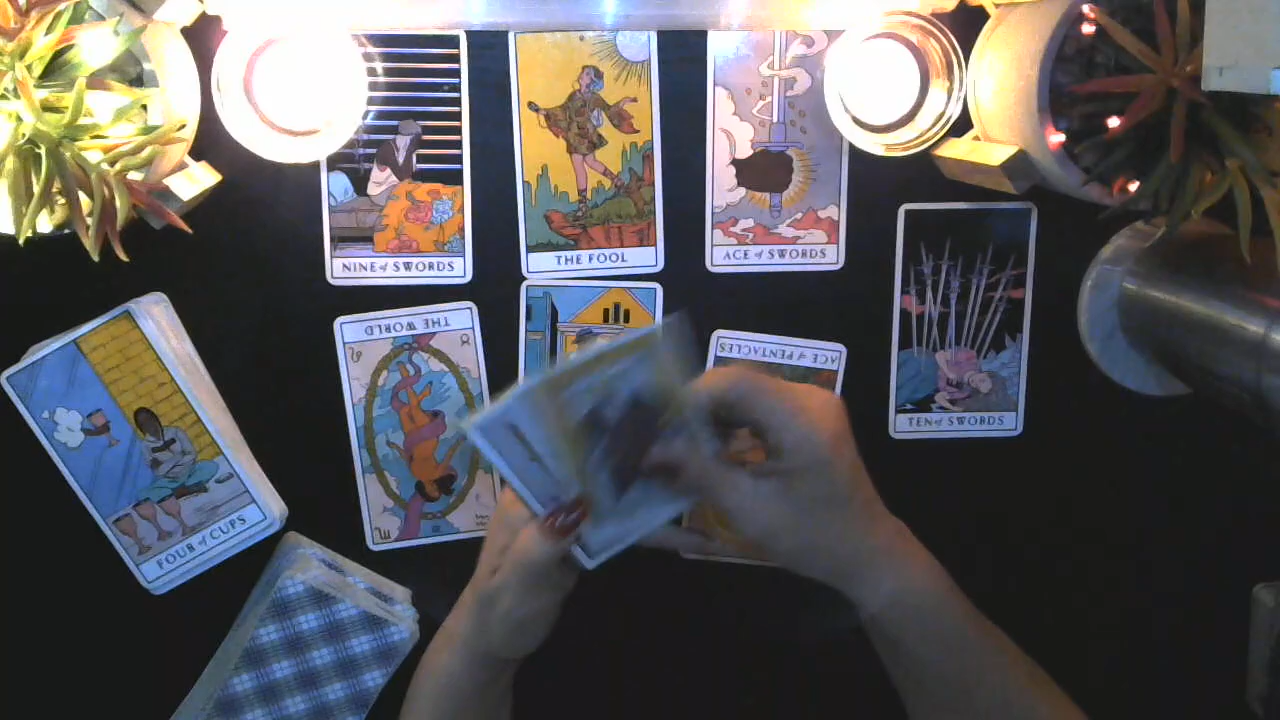 NINE of SWORDS
THE FOOL
ACE of SWORDS
TEN of SWORDS
THE WORLD
ACE of PENTACLES
FOUR of CUPS